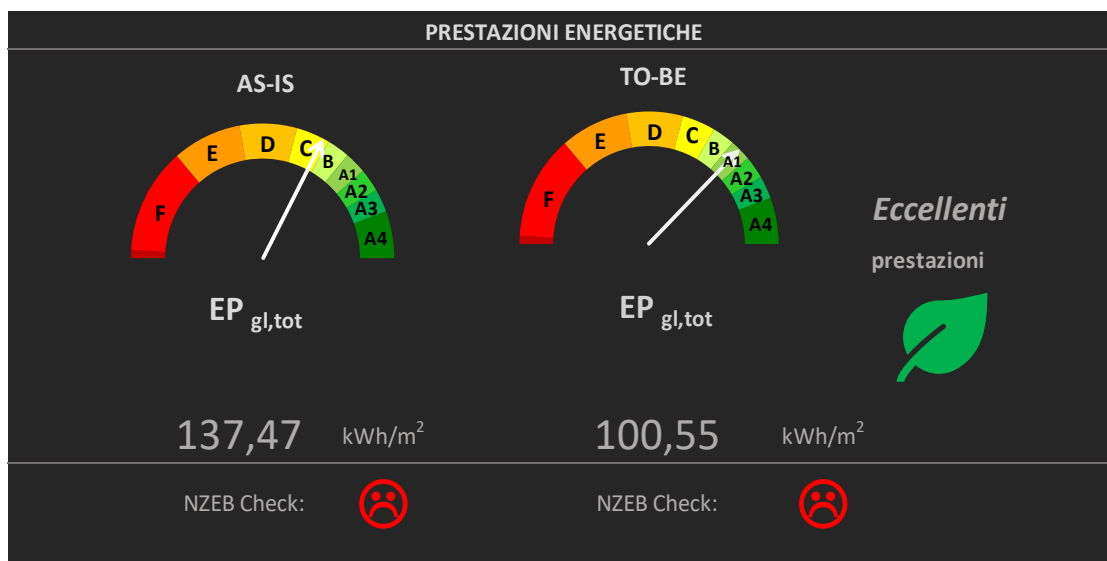 PRESTAZIONI ENERGETICHE
AS-IS
F
E
D
C
B
A1
A2
A3
A4
EP gl,tot
137,47 kWh/m²
NZEB Check:
TO-BE
F
E
D
C
B
A1
A2
A3
A4
EP gl,tot
100,55 kWh/m²
NZEB Check:
Eccellenti
prestazioni